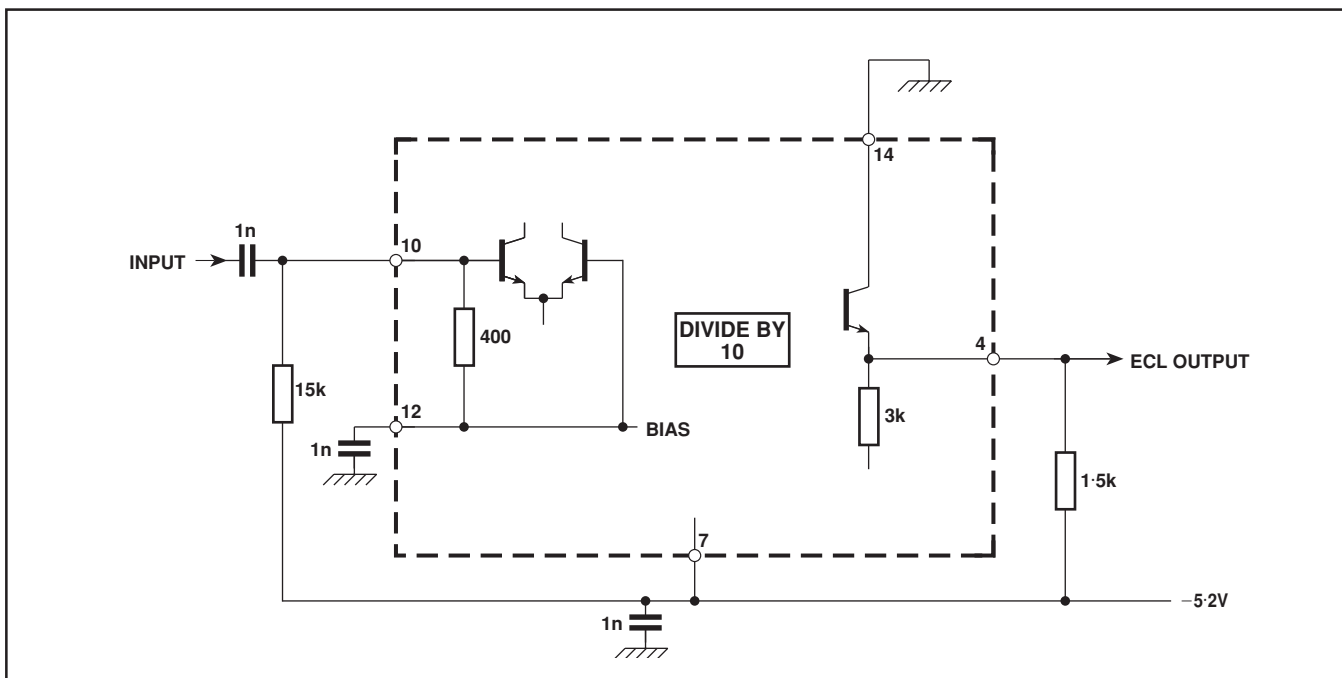 14
1n
10
INPUT
400
DIVIDE BY
10
4
ECL OUTPUT
15k
3k
12
BIAS
1n
1·5k
7
−5·2V
1n